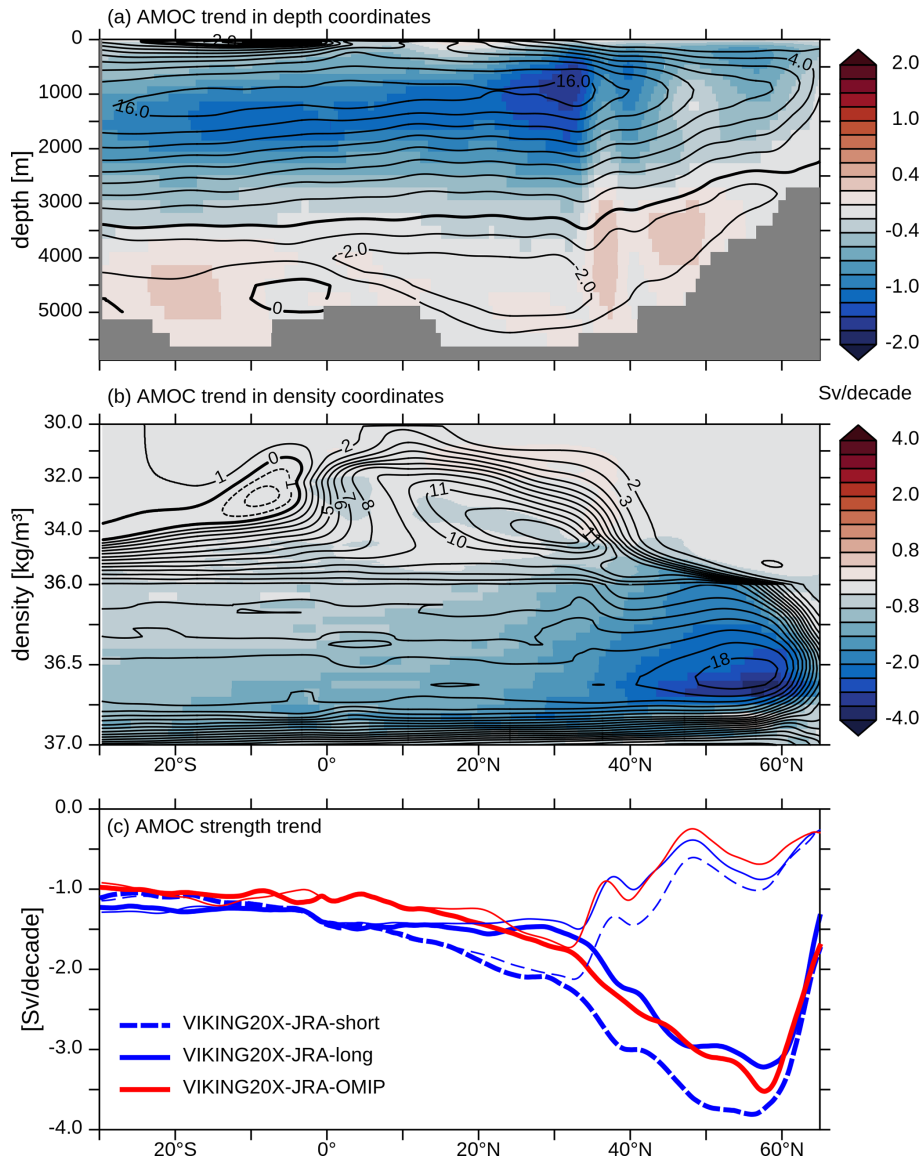 (a) AMOC trend in depth coordinates
0
1000
2000
3000
4000
5000
depth [m]
-2.0
4.0
16.0
16.0
-2.0
-2.0
0
2.0
1.0
0.4
-0.4
-1.0
-2.0
Sv/decade
(b) AMOC trend in density coordinates
30.0
32.0
34.0
36.0
36.5
37.0
density [kg/m³]
0
1
2
5
6
7
8
10
11
2
3
18
4.0
2.0
0.8
-0.8
-2.0
-4.0
20°S
0°
20°N
40°N
60°N
(c) AMOC strength trend
0.0
-1.0
-2.0
-3.0
-4.0
[Sv/decade]
VIKING20X-JRA-short
VIKING20X-JRA-long
VIKING20X-JRA-OMIP
20°S
0°
20°N
40°N
60°N